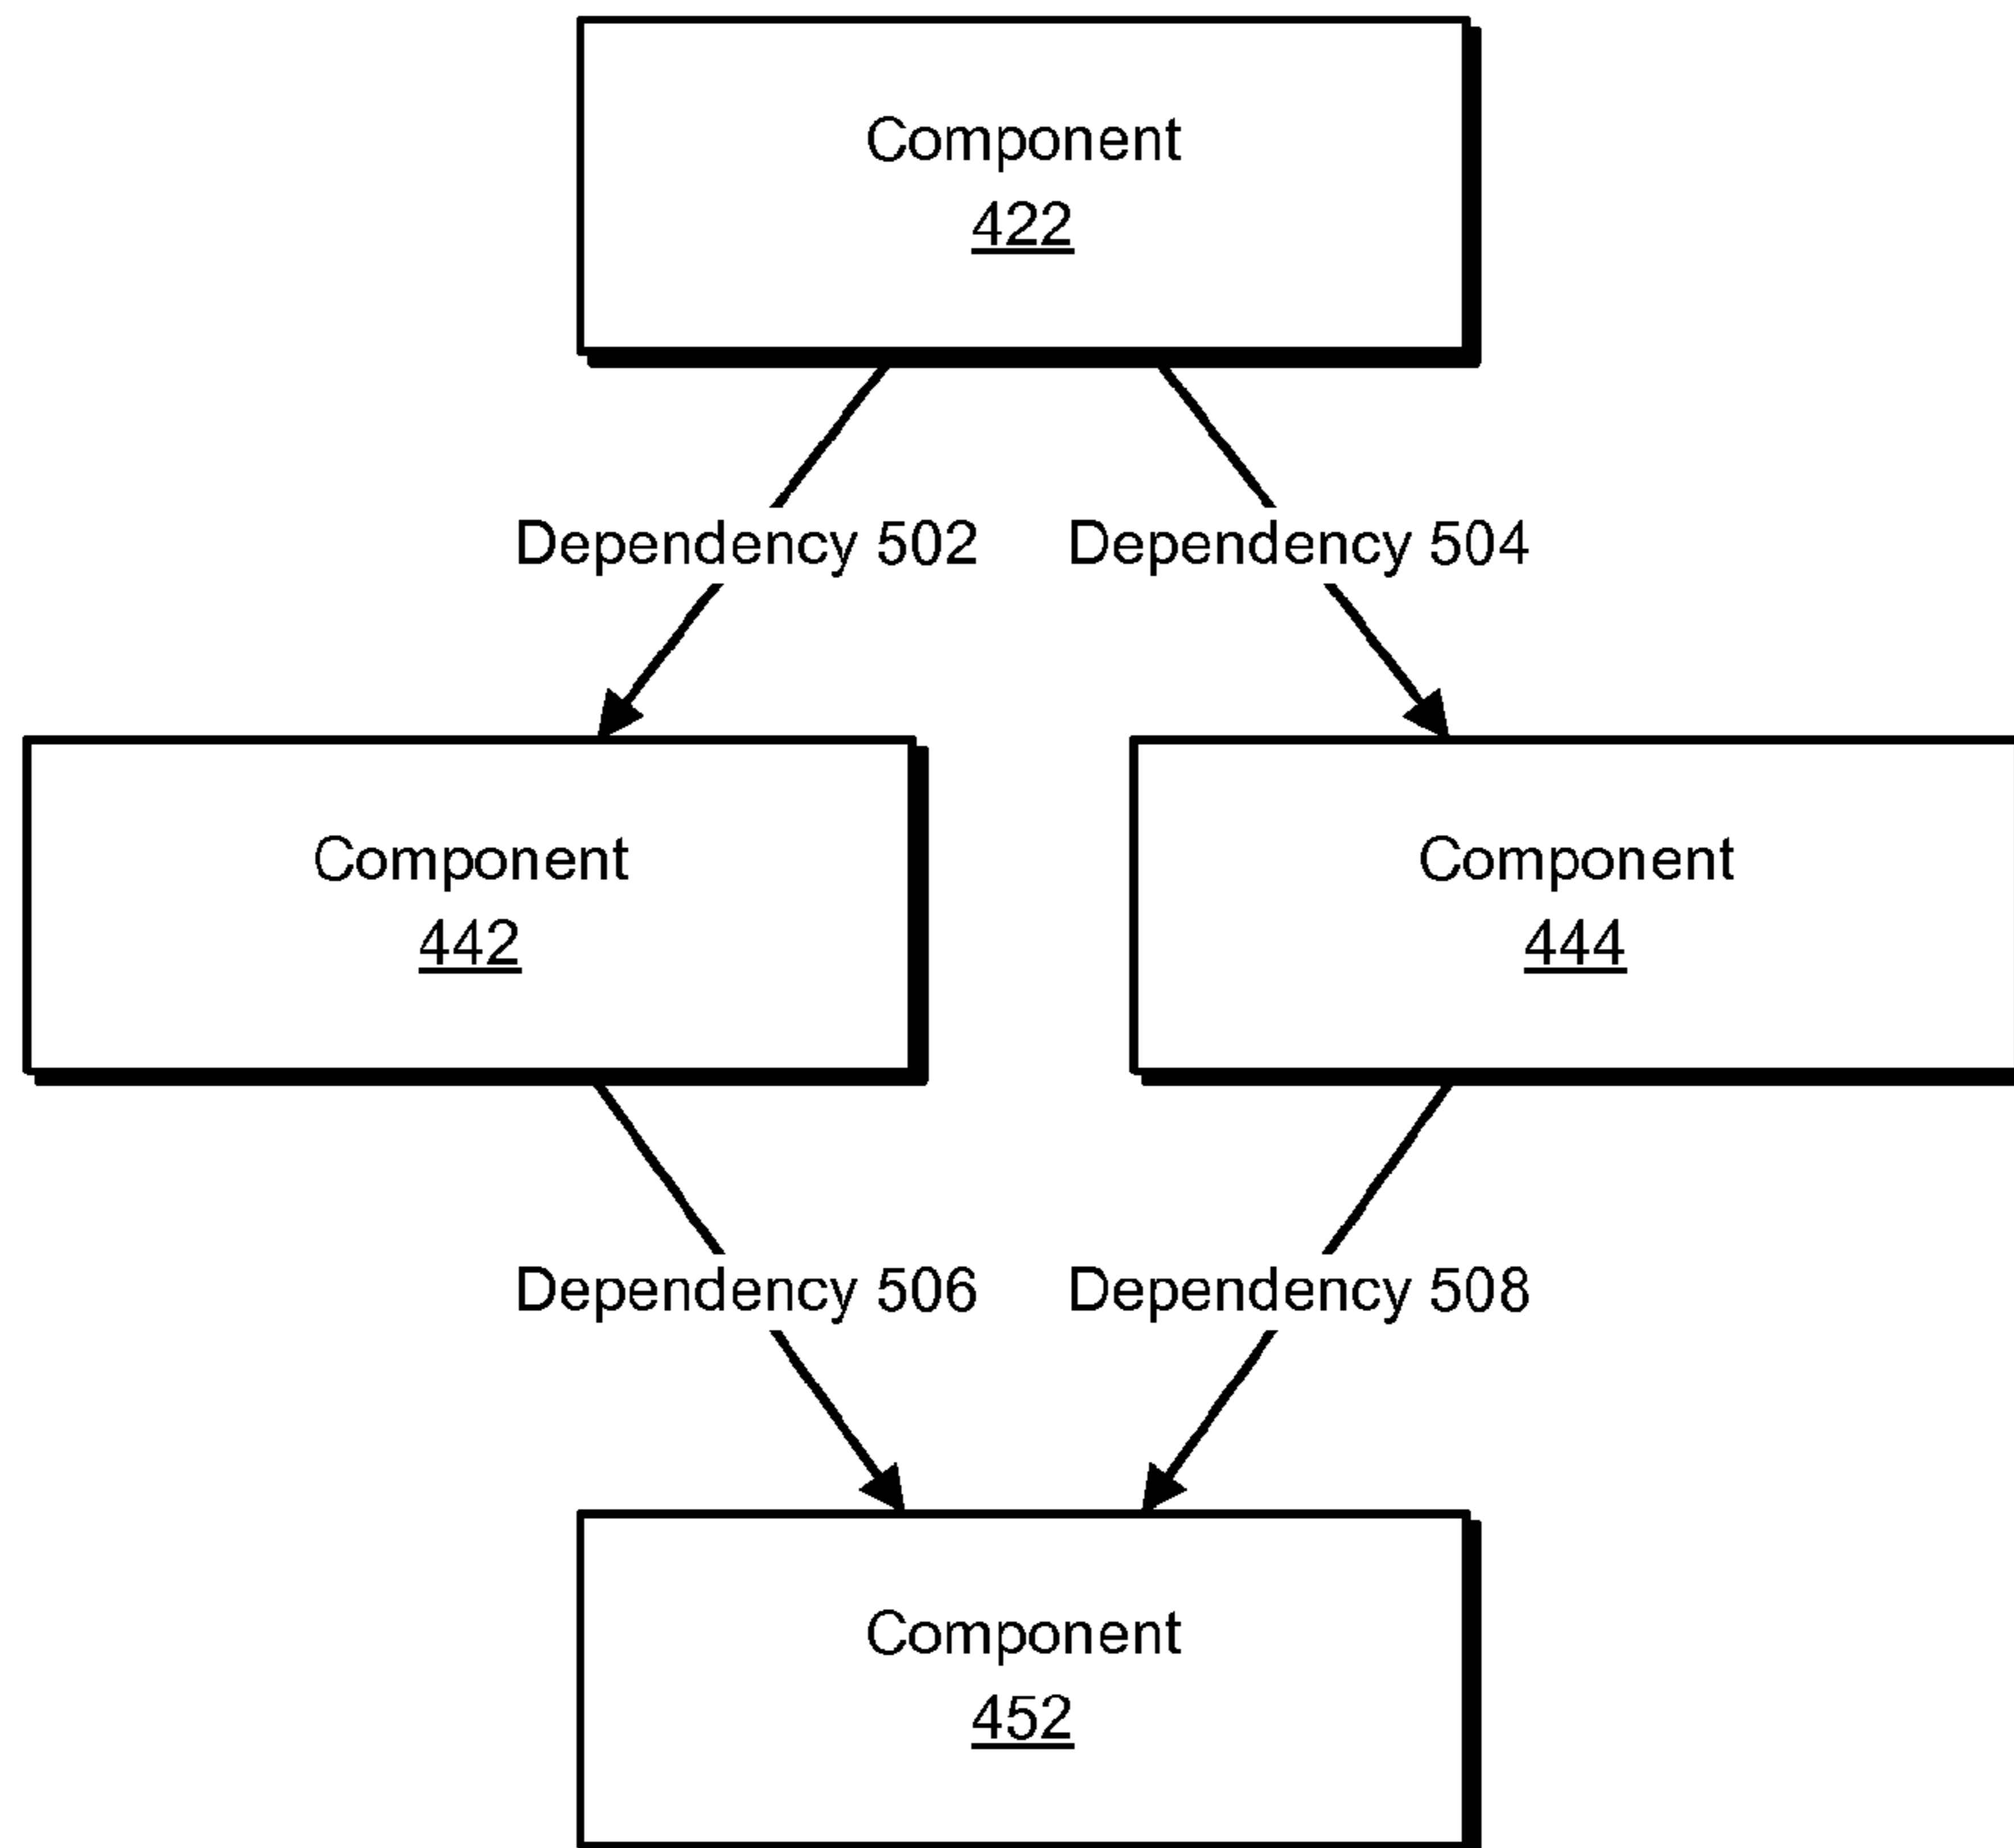 Component
422
Dependency 502
Dependency 504
Component
442
Component
444
Dependency 506
Dependency 508
Component
452